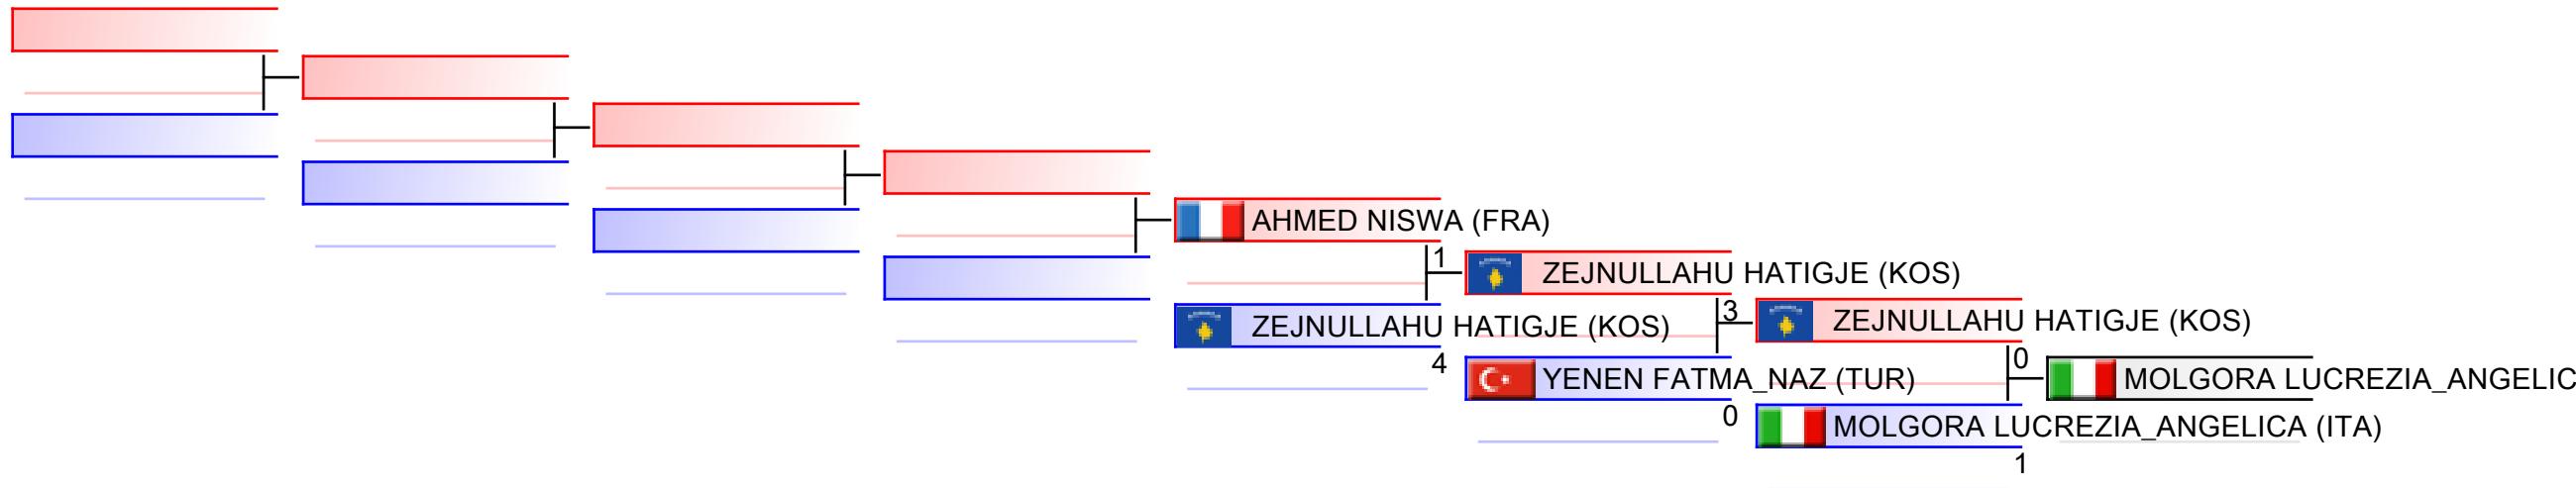 AHMED NISWA (FRA)
1
ZEJNULLAHU HATIGJE (KOS)
4
ZEJNULLAHU HATIGJE (KOS)
3
YENEN FATMA_NAZ (TUR)
0
ZEJNULLAHU HATIGJE (KOS)
0
MOLGORA LUCREZIA_ANGELICA (ITA)
1
MOLGORA LUCREZIA_ANGELIC